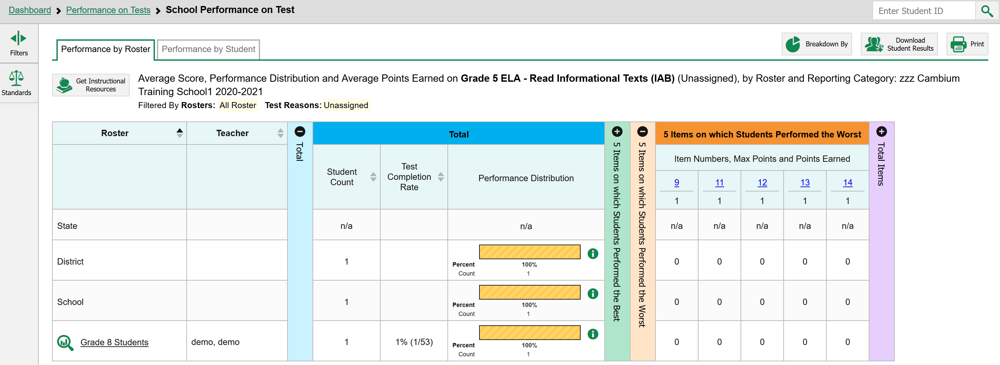 Dashboard Performance on Tests School Performance on Test
Enter Student ID
Filters
Standards
Performance by Roster
Performance by Student
Breakdown By
Download
Student Results
Print
Get Instructional
Resources
Average Score, Performance Distribution and Average Points Earned on Grade 5 ELA - Read Informational Texts (IAB) (Unassigned), by Roster and Reporting Category: zzz Cambium
Training School1 2020-2021
Filtered By Rosters: All Roster Test Reasons: Unassigned
Roster
Teacher
Total
Total
5 Items on which Students Performed the Best
5 Items on which Students Performed the Worst
5 Items on which Students Performed the Worst
Total Items
Student
Count
Test
Completion
Rate
Performance Distribution
Item Numbers, Max Points and Points Earned
9 11 12 13 14
1 1 1 1 1
State n/a n/a n/a n/a n/a n/a n/a
District 1 0 0 0 0 0
Percent 100%
Count 1
School 1 0 0 0 0 0
Percent 100%
Count 1
Grade 8 Students demo, demo 1 1% (1/53) 0 0 0 0 0
Percent 100%
Count 1